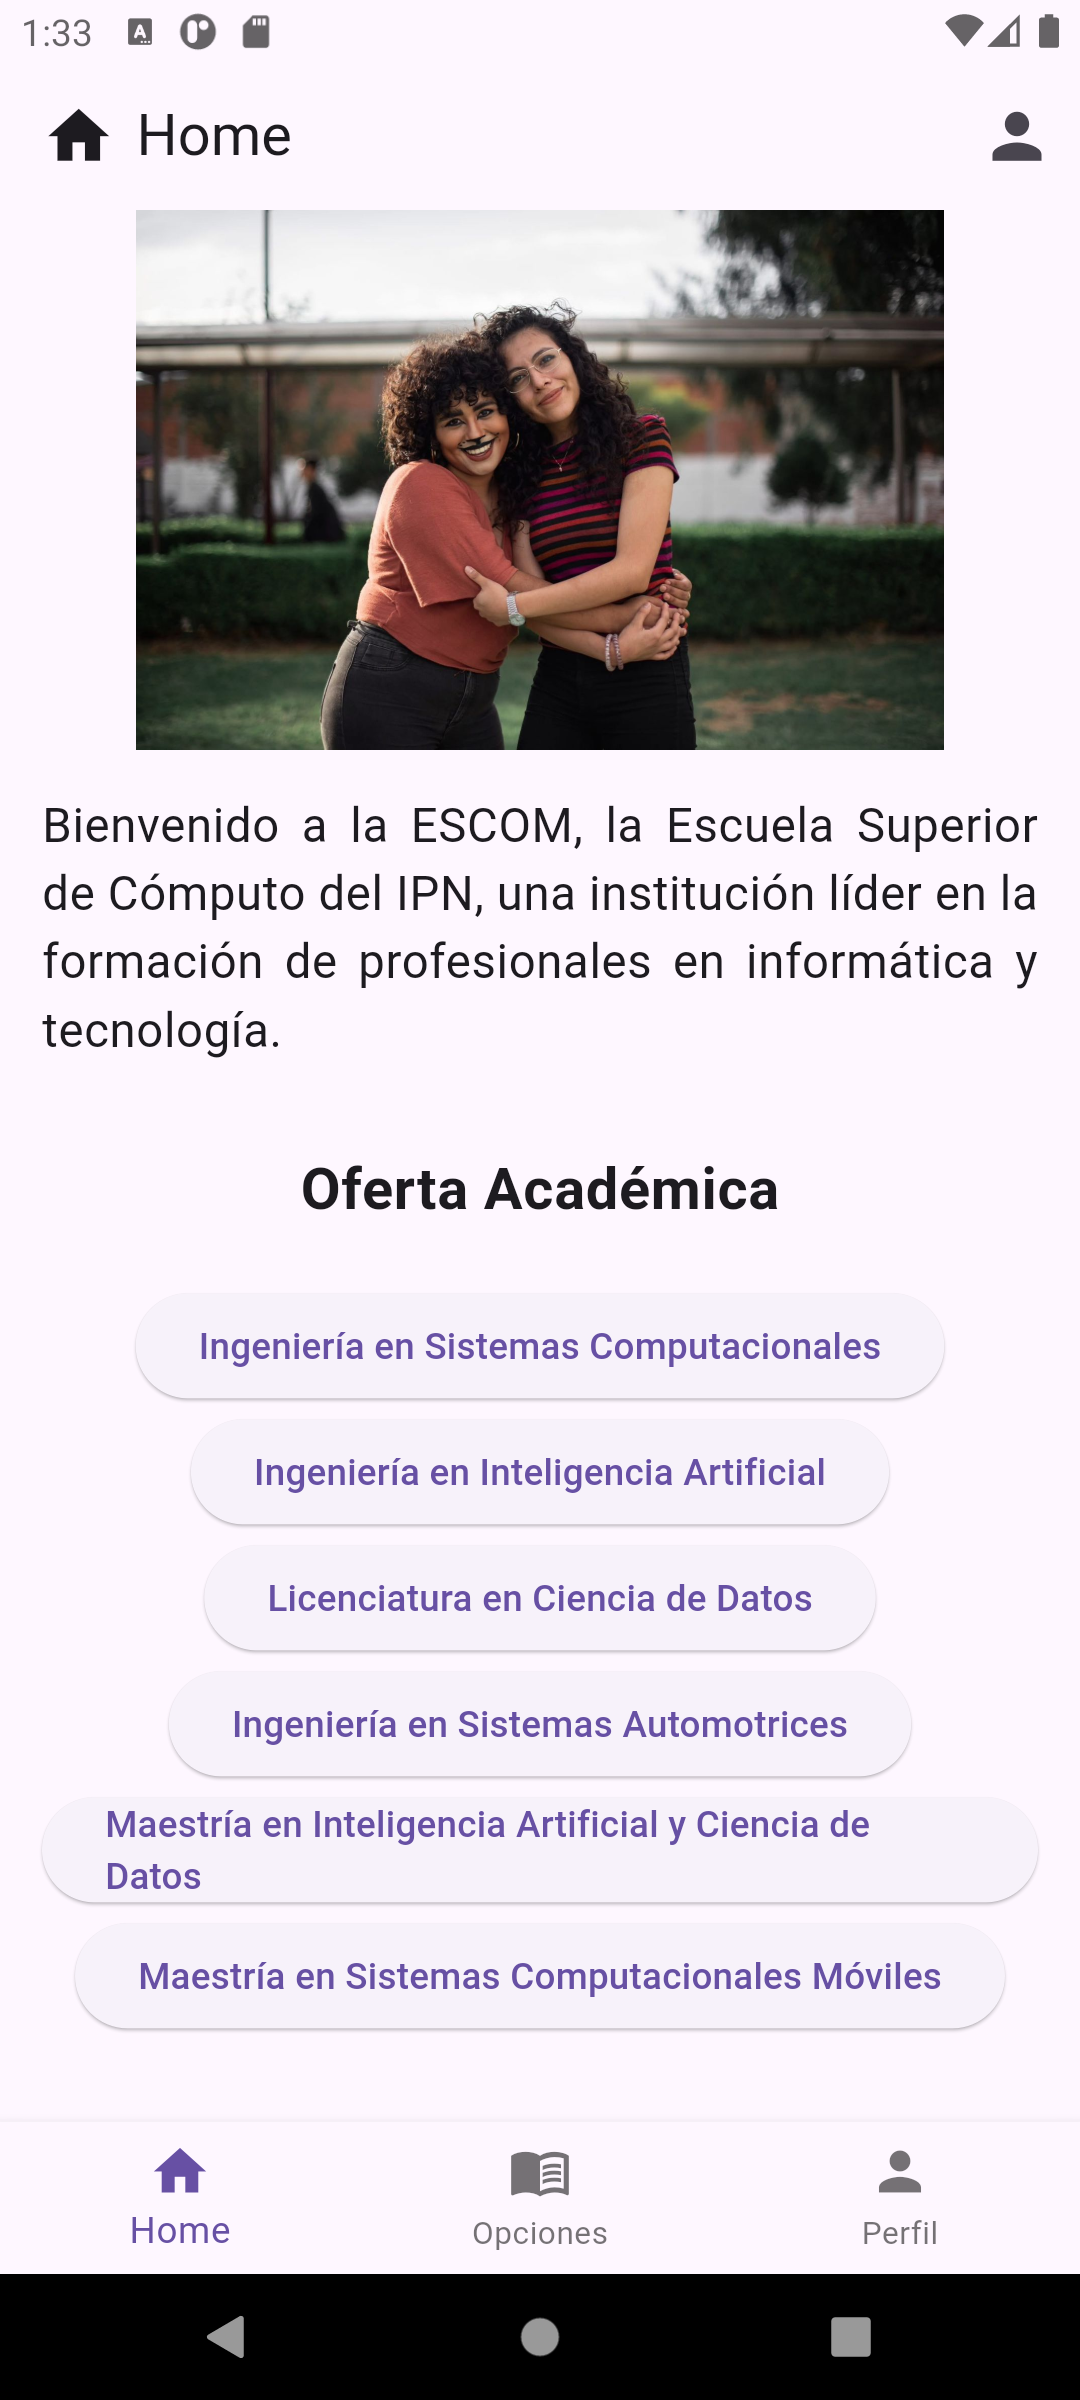 1:33
Home
Bienvenido a la ESCOM, la Escuela Superior
de Cómputo del IPN, una institución líder en la
formación de profesionales en informática y
tecnología.
Oferta Académica
Ingeniería en Sistemas Computacionales
Ingeniería en Inteligencia Artificial
Licenciatura en Ciencia de Datos
Ingeniería en Sistemas Automotrices
Maestría en Inteligencia Artificial y Ciencia de
Datos
Maestría en Sistemas Computacionales Móviles
Home
Opciones
Perfil